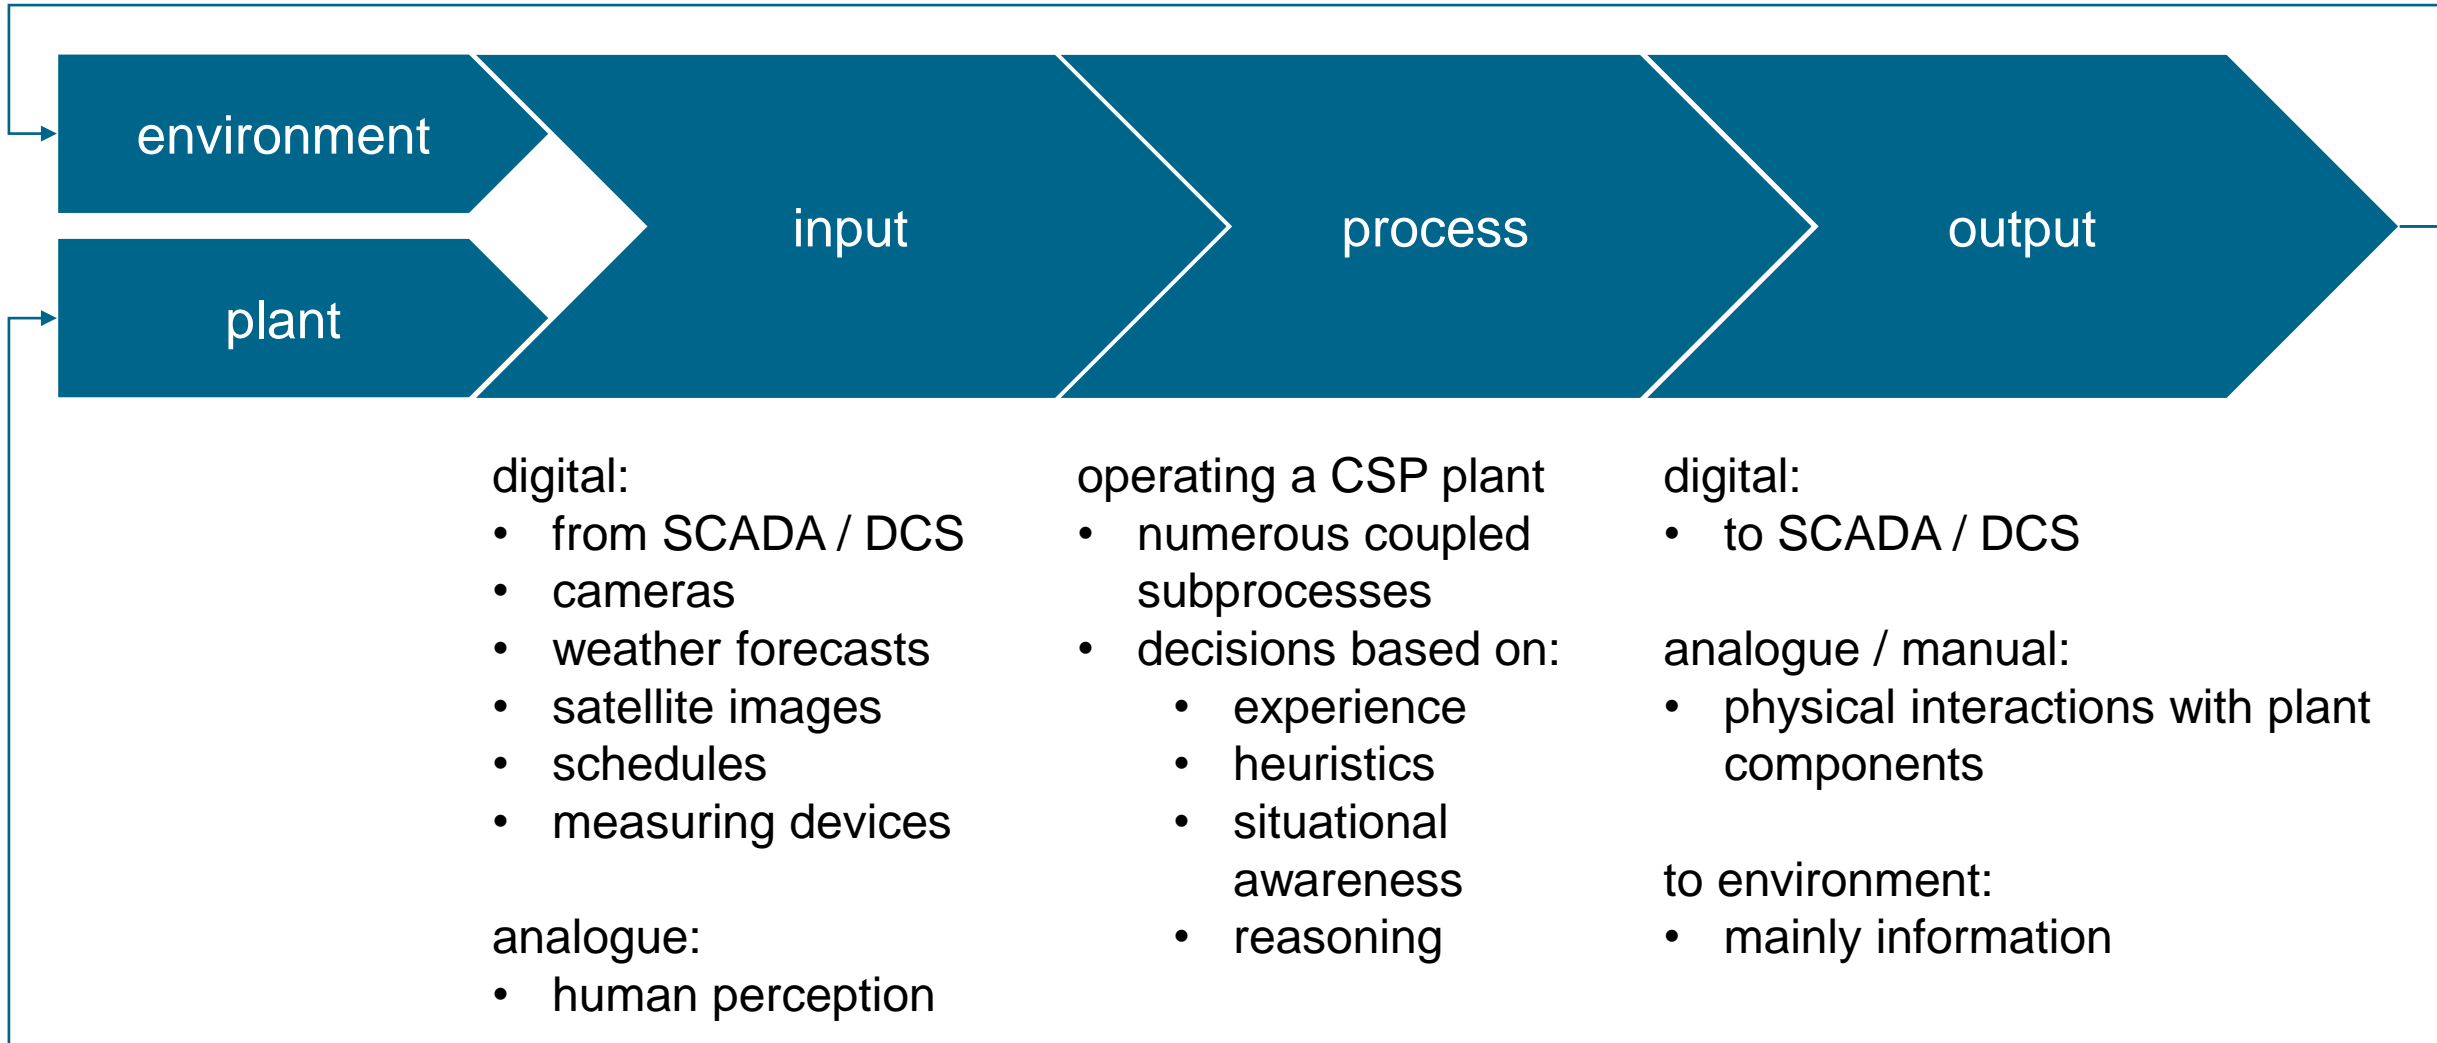 environment
plant
input
process
output
digital:
• from SCADA / DCS
• cameras
• weather forecasts
• satellite images
• schedules
• measuring devices
analogue:
• human perception
operating a CSP plant
• numerous coupled
subprocesses
• decisions based on:
• experience
• heuristics
• situational
awareness
• reasoning
digital:
• to SCADA / DCS
analogue / manual:
• physical interactions with plant
components
to environment:
• mainly information